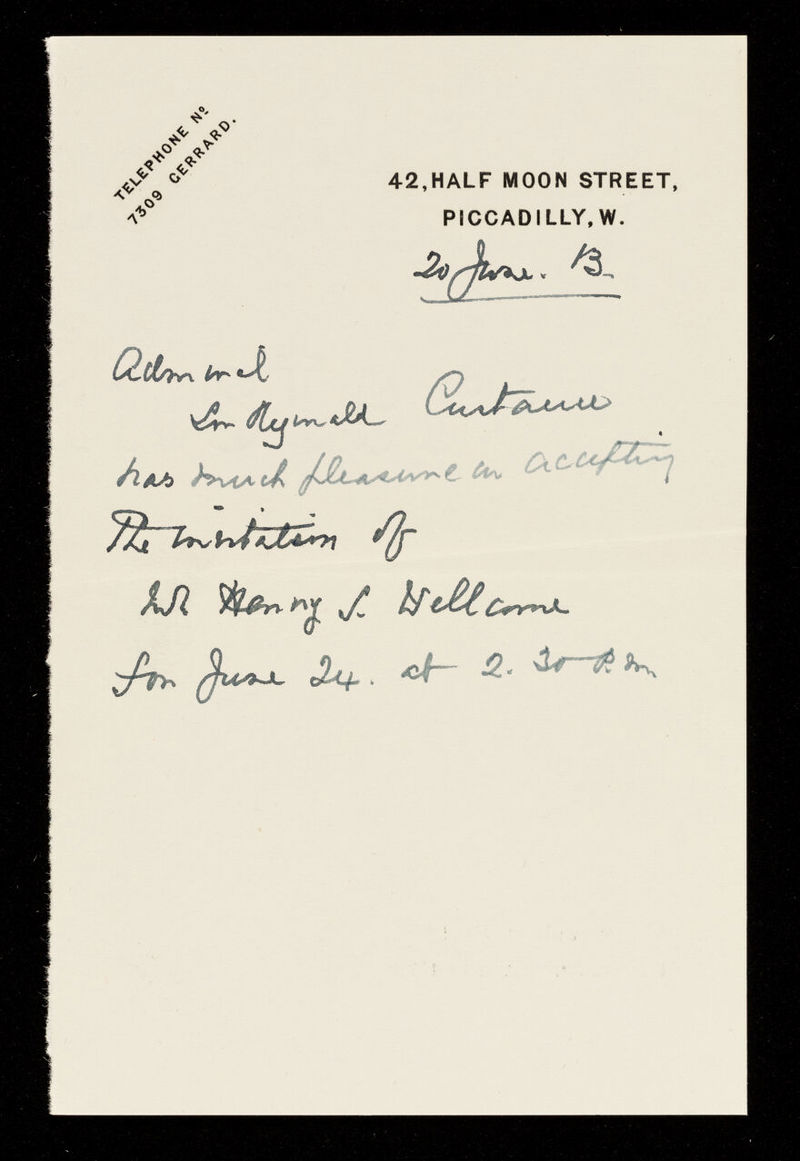 TELEPHONE Nº
7309 GERRARD.
42, HALF MOON STREET,
PICCADILLY, W.
20 June. 13.
Admiral
Sir Reginald Custance
has much pleasure in accepting
The invitation of
Mr Henry S. Wellcome
for June 24. at 2.30 P.M.